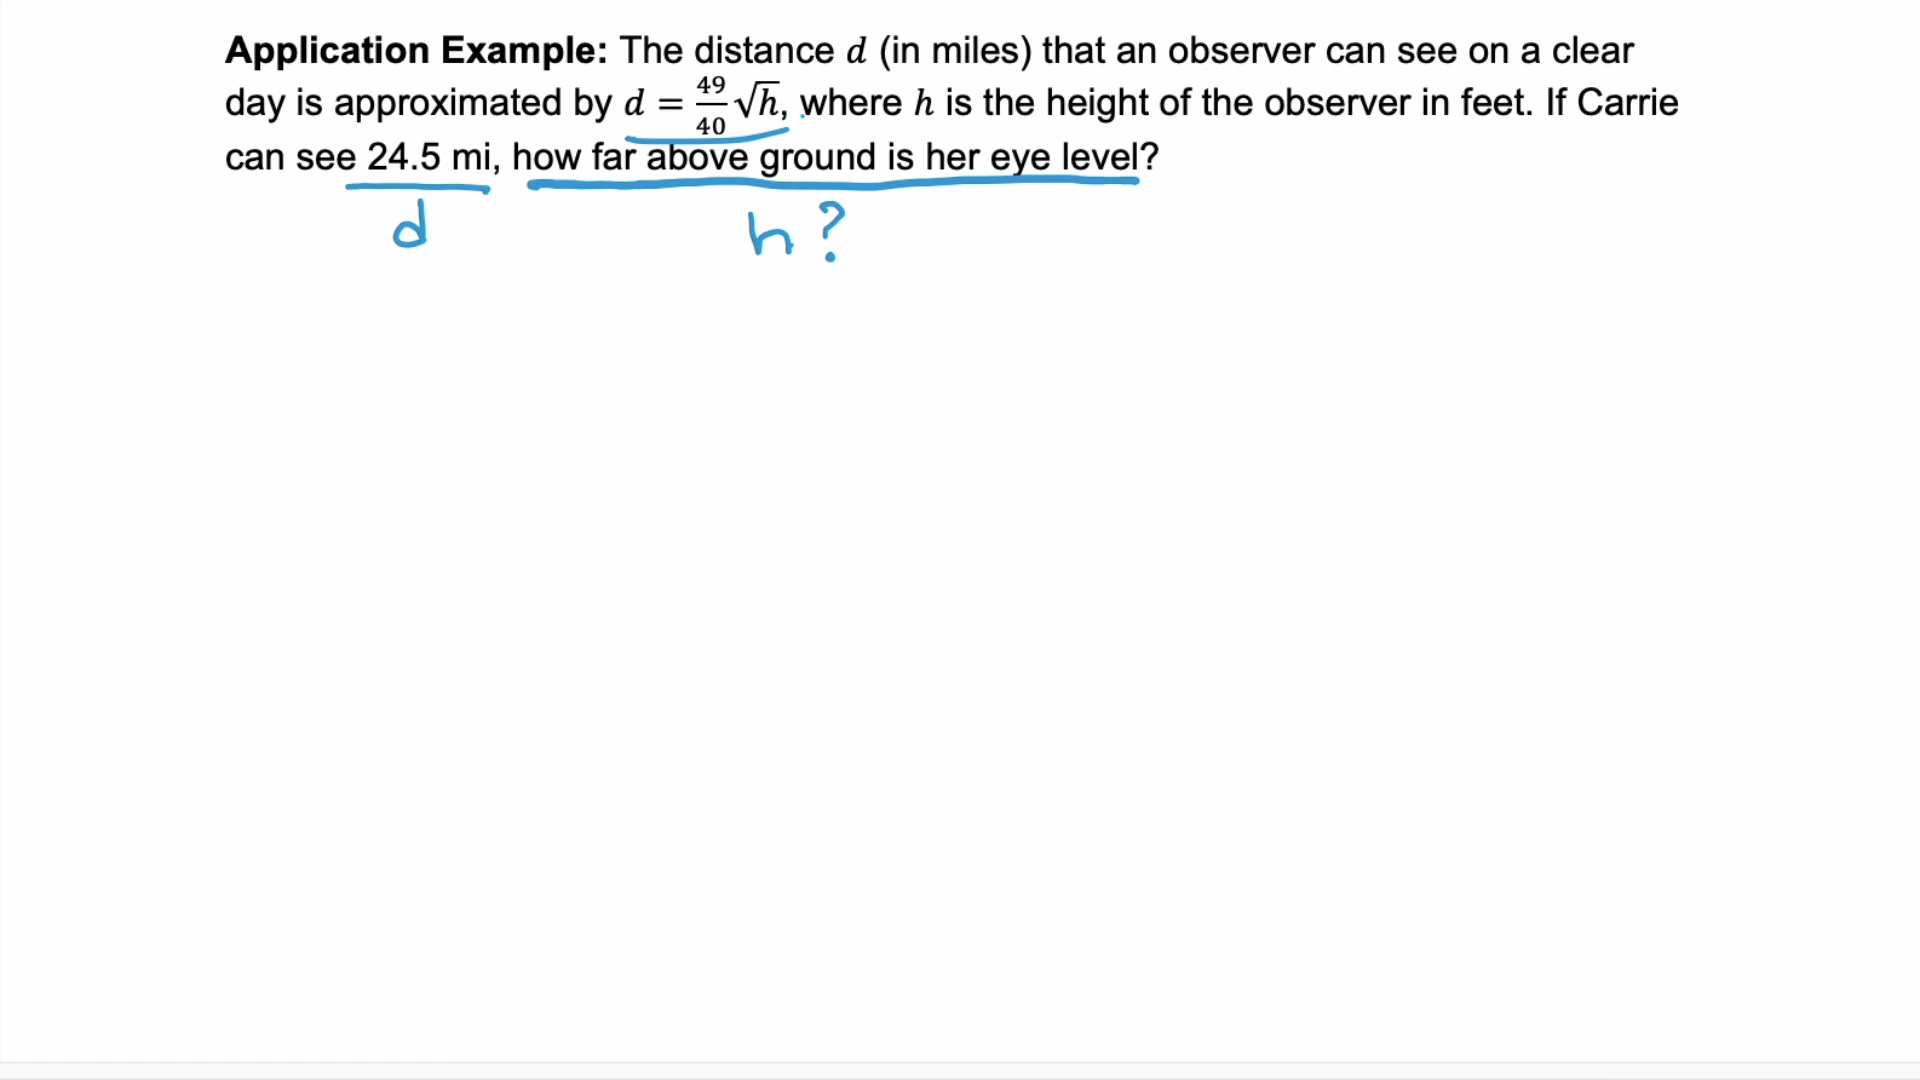 Application Example: The distance d (in miles) that an observer can see on a clear
day is approximated by d = 49/40 √h, where h is the height of the observer in feet. If Carrie
can see 24.5 mi, how far above ground is her eye level?
d h?